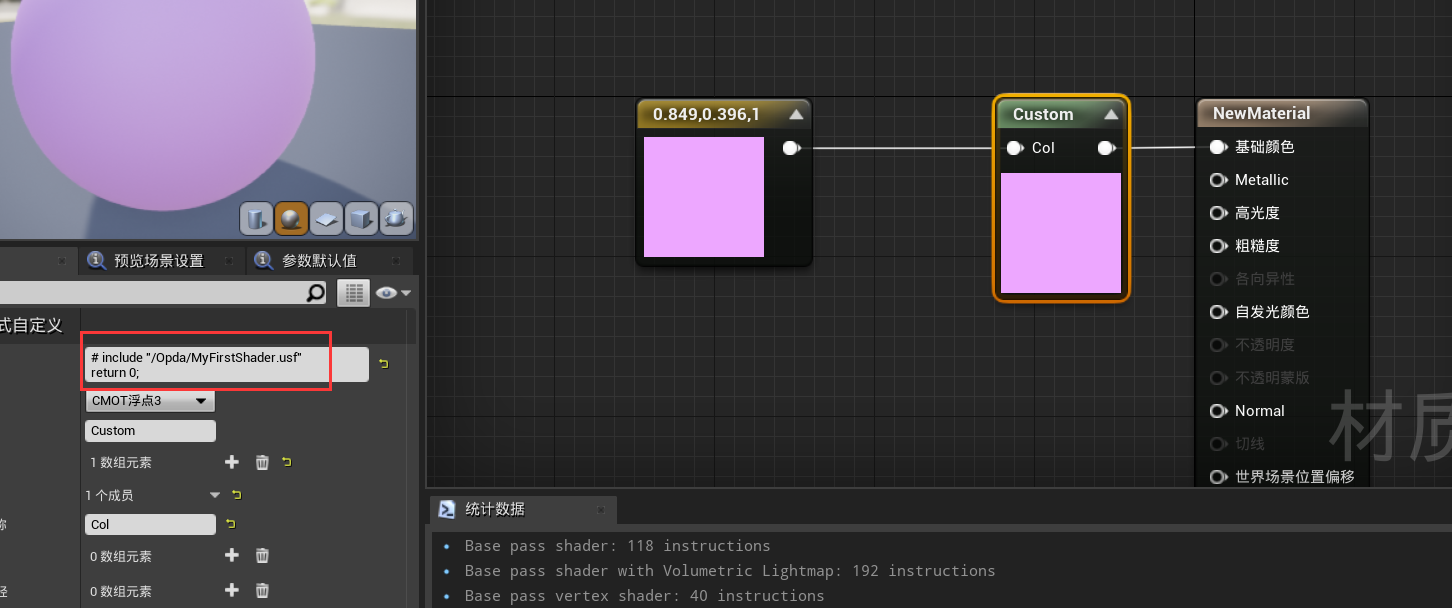 0.849,0.396,1
Custom
Col
NewMaterial
基础颜色
Metallic
高光度
粗糙度
各向异性
自发光颜色
不透明度
不透明蒙版
Normal
切线
世界场景位置偏移
预览场景设置
参数默认值
式自定义
# include "/Opda/MyFirstShader.usf"
return 0;
CMOT浮点3
Custom
1 数组元素
1 个成员
称
Col
0 数组元素
径
0 数组元素
材质
统计数据
Base pass shader: 118 instructions
Base pass shader with Volumetric Lightmap: 192 instructions
Base pass vertex shader: 40 instructions